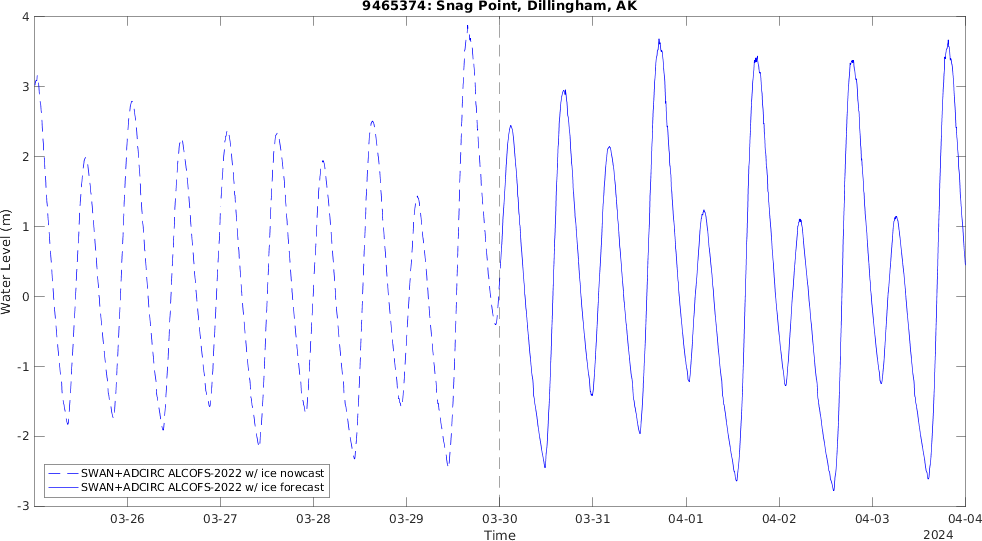 9465374: Snag Point, Dillingham, AK
4
3
2
1
0
-1
-2
-3
Water Level (m)
SWAN+ADCIRC ALCOFS-2022 w/ ice nowcast
SWAN+ADCIRC ALCOFS-2022 w/ ice forecast
03-26 03-27 03-28 03-29 03-30 03-31 04-01 04-02 04-03 04-04
Time
2024